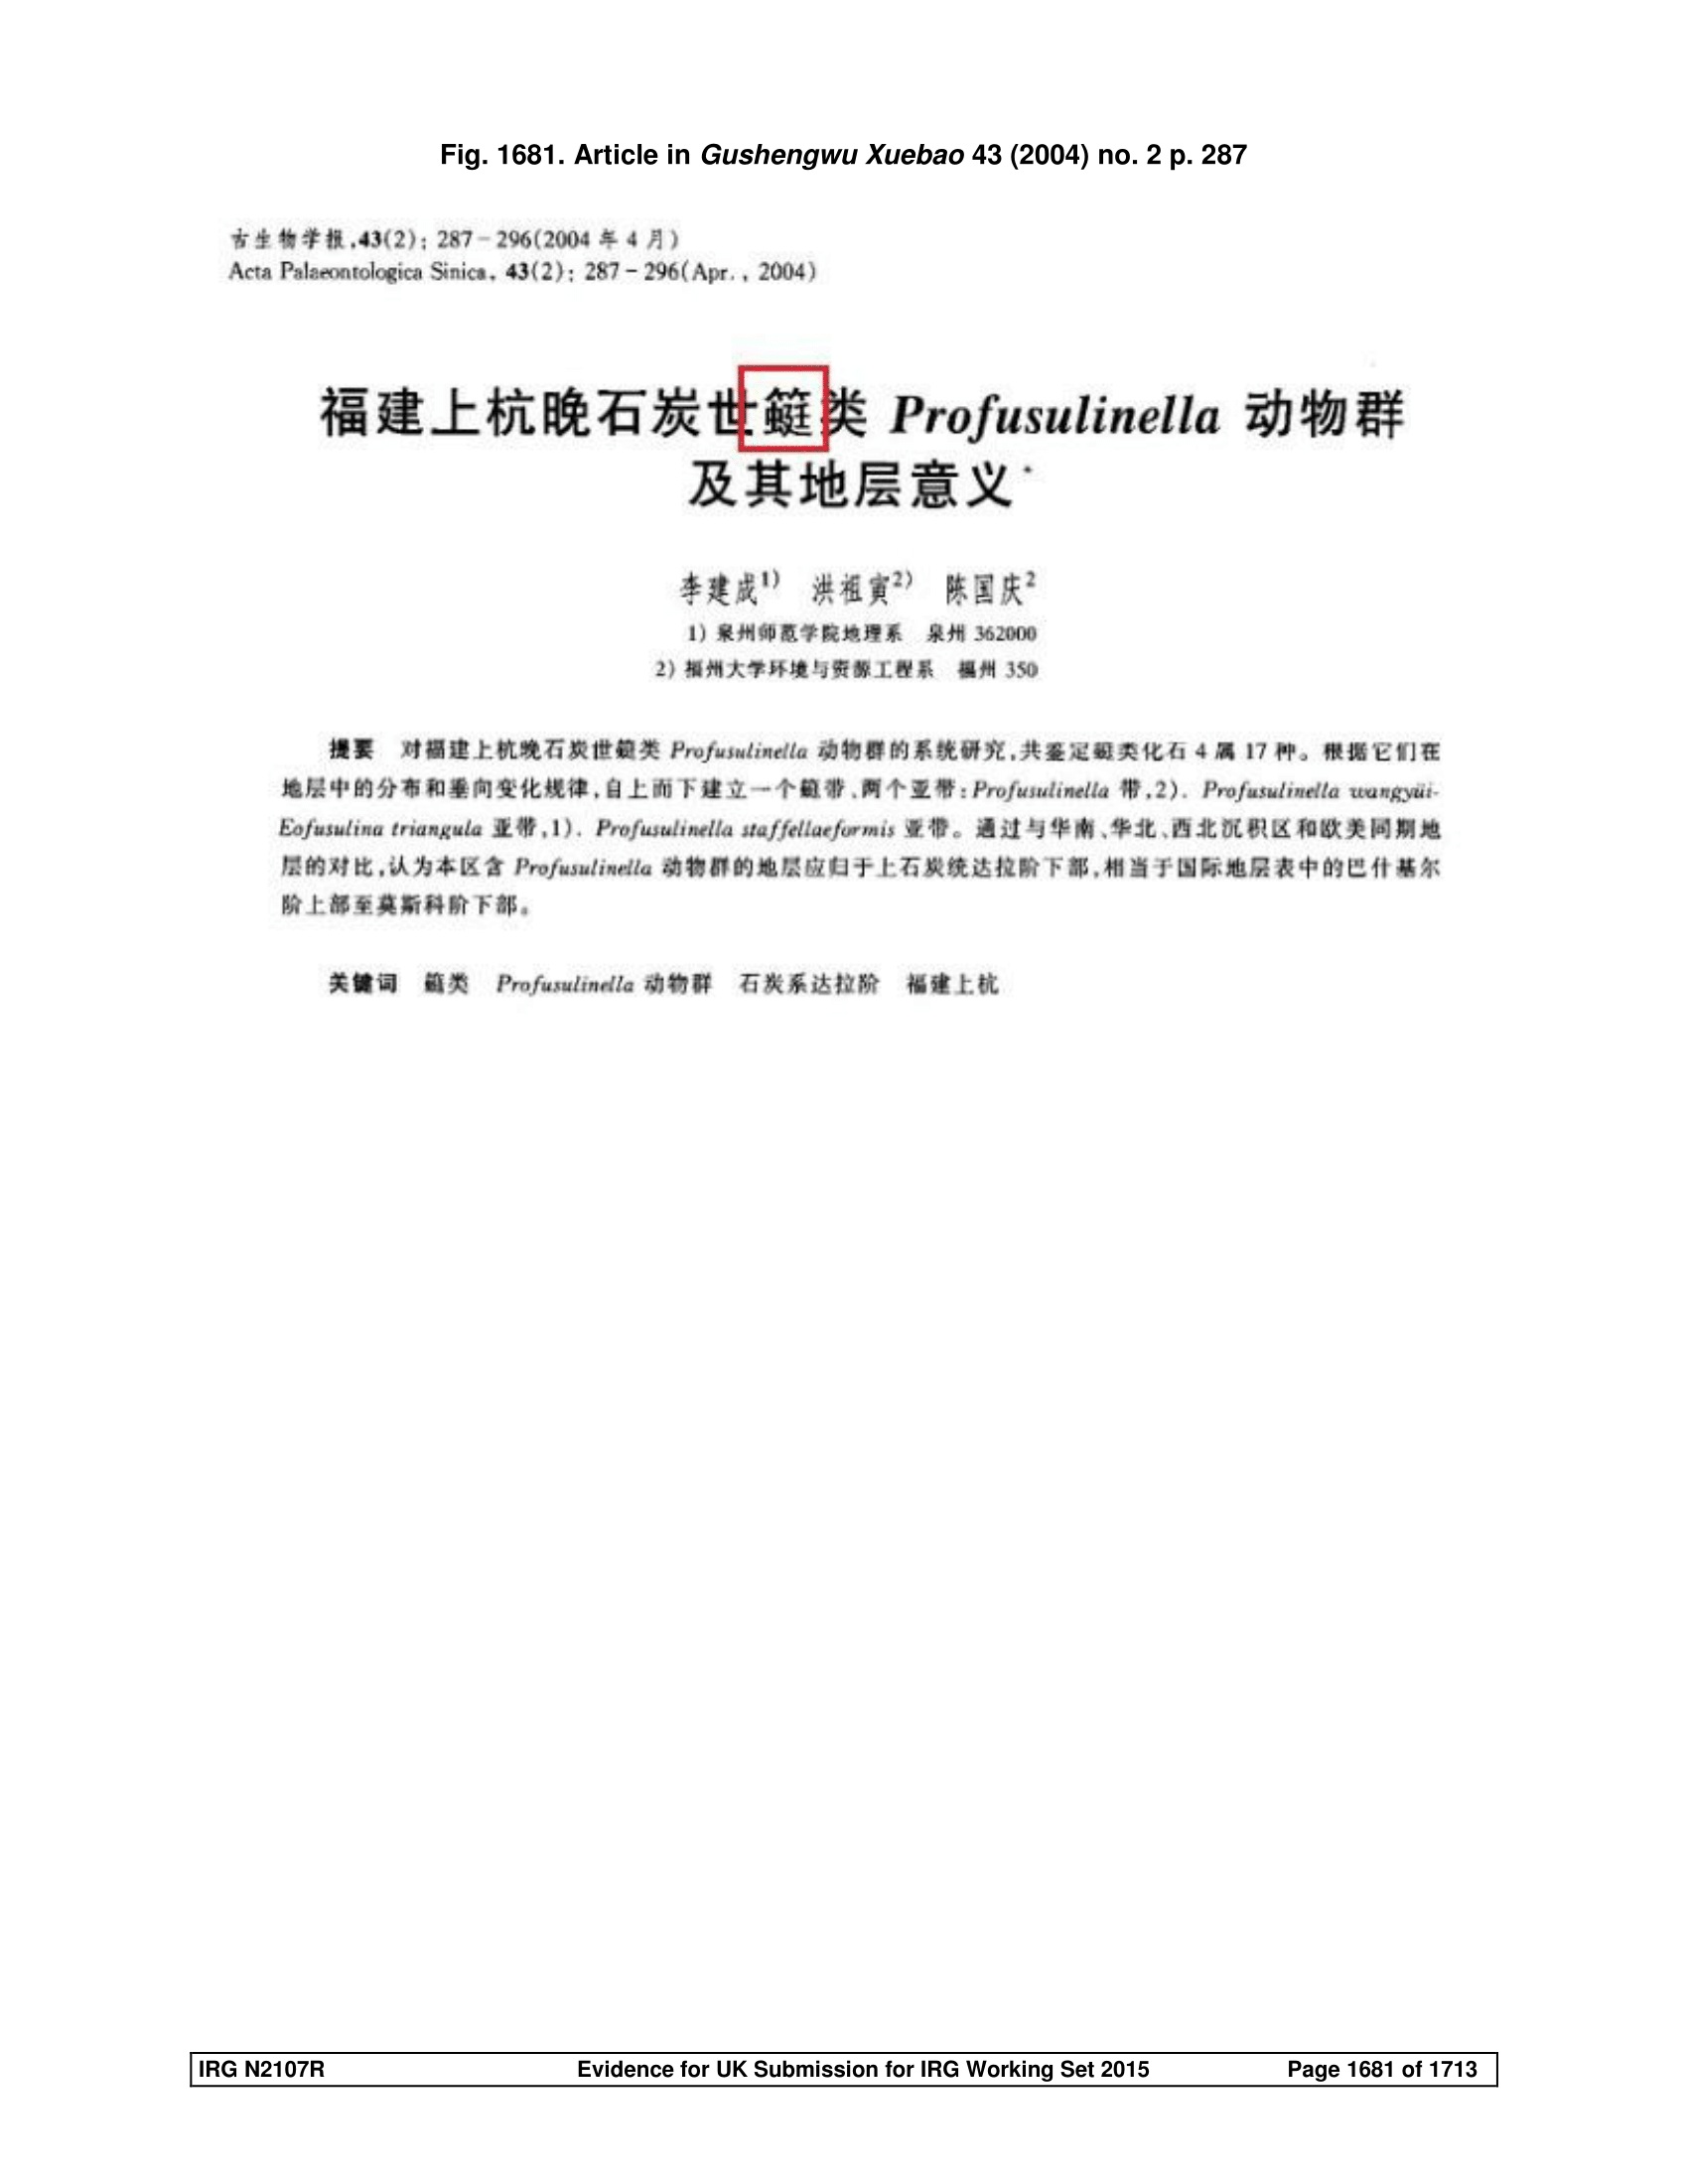 Fig. 1681. Article in Gushengwu Xuebao 43 (2004) no. 2 p. 287
古生物学报,43(2): 287-296(2004 年 4 月)
Acta Palaeontologica Sinica, 43(2): 287-296(Apr., 2004)
福建上杭晚石炭世䗴类 Profusulinella 动物群
及其地层意义*
李建成1) 洪祖寅2) 陈国庆2
1) 泉州师范学院地理系 泉州 362000
2) 福州大学环境与资源工程系 福州 350
提要 对福建上杭晚石炭世䗴类 Profusulinella 动物群的系统研究,共鉴定䗴类化石 4 属 17 种。根据它们在
地层中的分布和垂向变化规律,自上而下建立一个䗴带、两个亚带:Profusulinella 带,2). Profusulinella wangyüi-
Eofusulina triangula 亚带,1). Profusulinella staffellaeformis 亚带。通过与华南、华北、西北沉积区和欧美同期地
层的对比,认为本区含 Profusulinella 动物群的地层应归于上石炭统达拉阶下部,相当于国际地层表中的巴什基尔
阶上部至莫斯科阶下部。
关键词 䗴类 Profusulinella 动物群 石炭系达拉阶 福建上杭
IRG N2107R Evidence for UK Submission for IRG Working Set 2015 Page 1681 of 1713